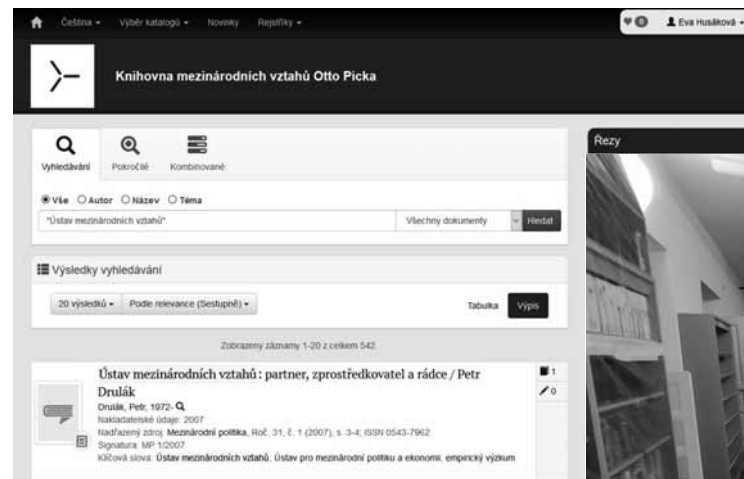 Čeština Výběr katalogů Novinky Rejstříky 0 Eva Husáková
Knihovna mezinárodních vztahů Otto Picka
Vyhledávání Pokročilé Kombinované
Vše Autor Název Téma
"Ústav mezinárodních vztahů" Všechny dokumenty Hledat
Výsledky vyhledávání
20 výsledků Podle relevance (Sestupně) Tabulka Výpis
Zobrazeny záznamy 1-20 z celkem 542
Ústav mezinárodních vztahů : partner, zprostředkovatel a rádce / Petr
Drulák
1
0
Drulák, Petr, 1972-
Nakladatelské údaje: 2007
Nadřazený zdroj: Mezinárodní politika, Roč. 31, č. 1 (2007), s. 3-4; ISSN 0543-7962
Signatura: MP 1/2007
Klíčová slova: Ústav mezinárodních vztahů, Ústav pro mezinárodní politiku a ekonomii, empirický výzkum
Řezy